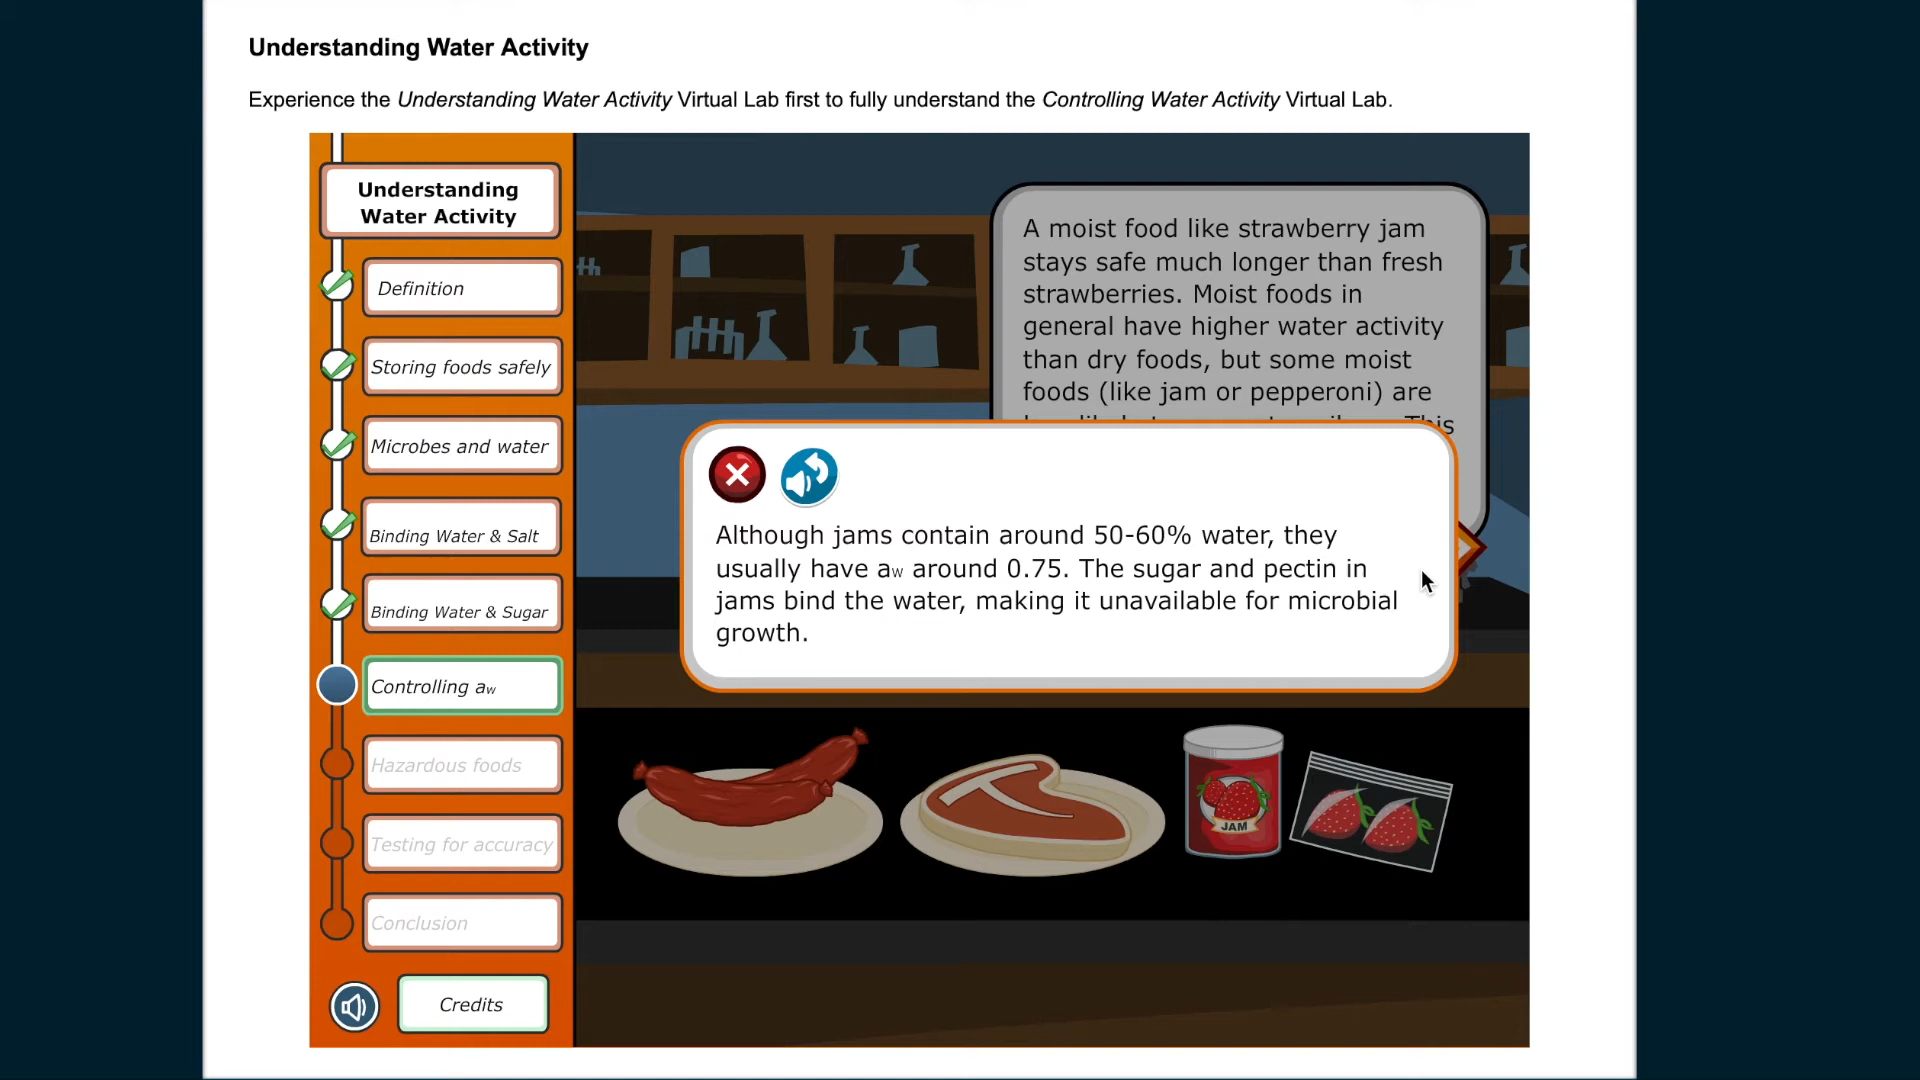 Understanding Water Activity
Experience the Understanding Water Activity Virtual Lab first to fully understand the Controlling Water Activity Virtual Lab.
Understanding
Water Activity
Definition
Storing foods safely
Microbes and water
Binding Water & Salt
Binding Water & Sugar
Controlling aw
Hazardous foods
Testing for accuracy
Conclusion
Credits
A moist food like strawberry jam
stays safe much longer than fresh
strawberries. Moist foods in
general have higher water activity
than dry foods, but some moist
foods (like jam or pepperoni) are
This
Although jams contain around 50-60% water, they
usually have aw around 0.75. The sugar and pectin in
jams bind the water, making it unavailable for microbial
growth.
JAM